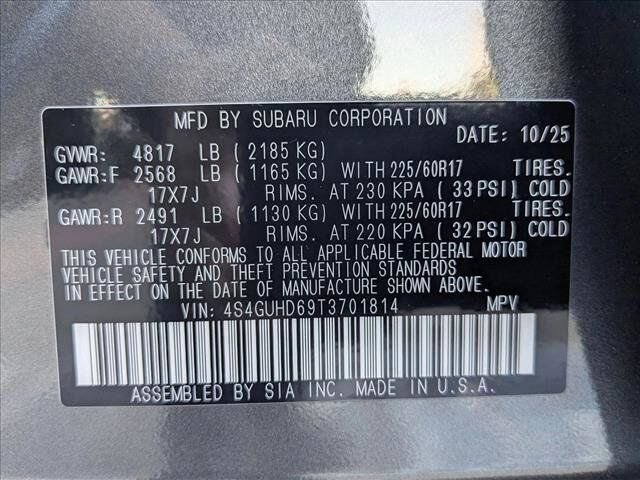 MFD BY SUBARU CORPORATION
DATE: 10/25
GVWR: 4817 LB (2185 KG)
GAWR:F 2568 LB (1165 KG)WITH 225/60R17 TIRES.
17X7J RIMS. AT 230 KPA (33 PSI) COLD
GAWR:R 2491 LB (1130 KG)WITH 225/60R17 TIRES.
17X7J RIMS. AT 220 KPA (32 PSI) COLD
THIS VEHICLE CONFORMS TO ALL APPLICABLE FEDERAL MOTOR
VEHICLE SAFETY AND THEFT PREVENTION STANDARDS
IN EFFECT ON THE DATE OF MANUFACTURE SHOWN ABOVE.
VIN: 4S4GUHD69T3701814 MPV
ASSEMBLED BY SIA INC. MADE IN U.S.A.